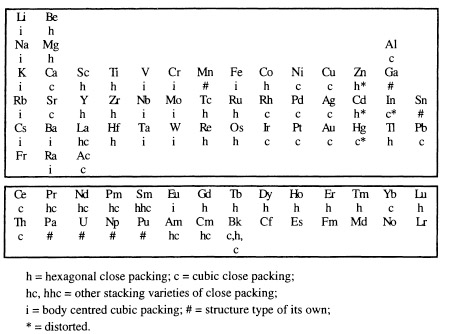 Li Be
i h
Na Mg Al
i h c
K Ca Sc Ti V Cr Mn Fe Co Ni Cu Zn Ga
i c h h i i # i h c c h* #
Rb Sr Y Zr Nb Mo Tc Ru Rh Pd Ag Cd In Sn
i c h h i i h h c c c h* c* #
Cs Ba La Hf Ta W Re Os Ir Pt Au Hg Tl Pb
i i hc h i i h h c c c c* h c
Fr Ra Ac
i c
Ce Pr Nd Pm Sm Eu Gd Tb Dy Ho Er Tm Yb Lu
c hc hc hc hhc i h h h h h h c h
Th Pa U Np Pu Am Cm Bk Cf Es Fm Md No Lr
c # # # # hc hc c,h,
c
h = hexagonal close packing; c = cubic close packing;
hc, hhc = other stacking varieties of close packing;
i = body centred cubic packing; # = structure type of its own;
* = distorted.